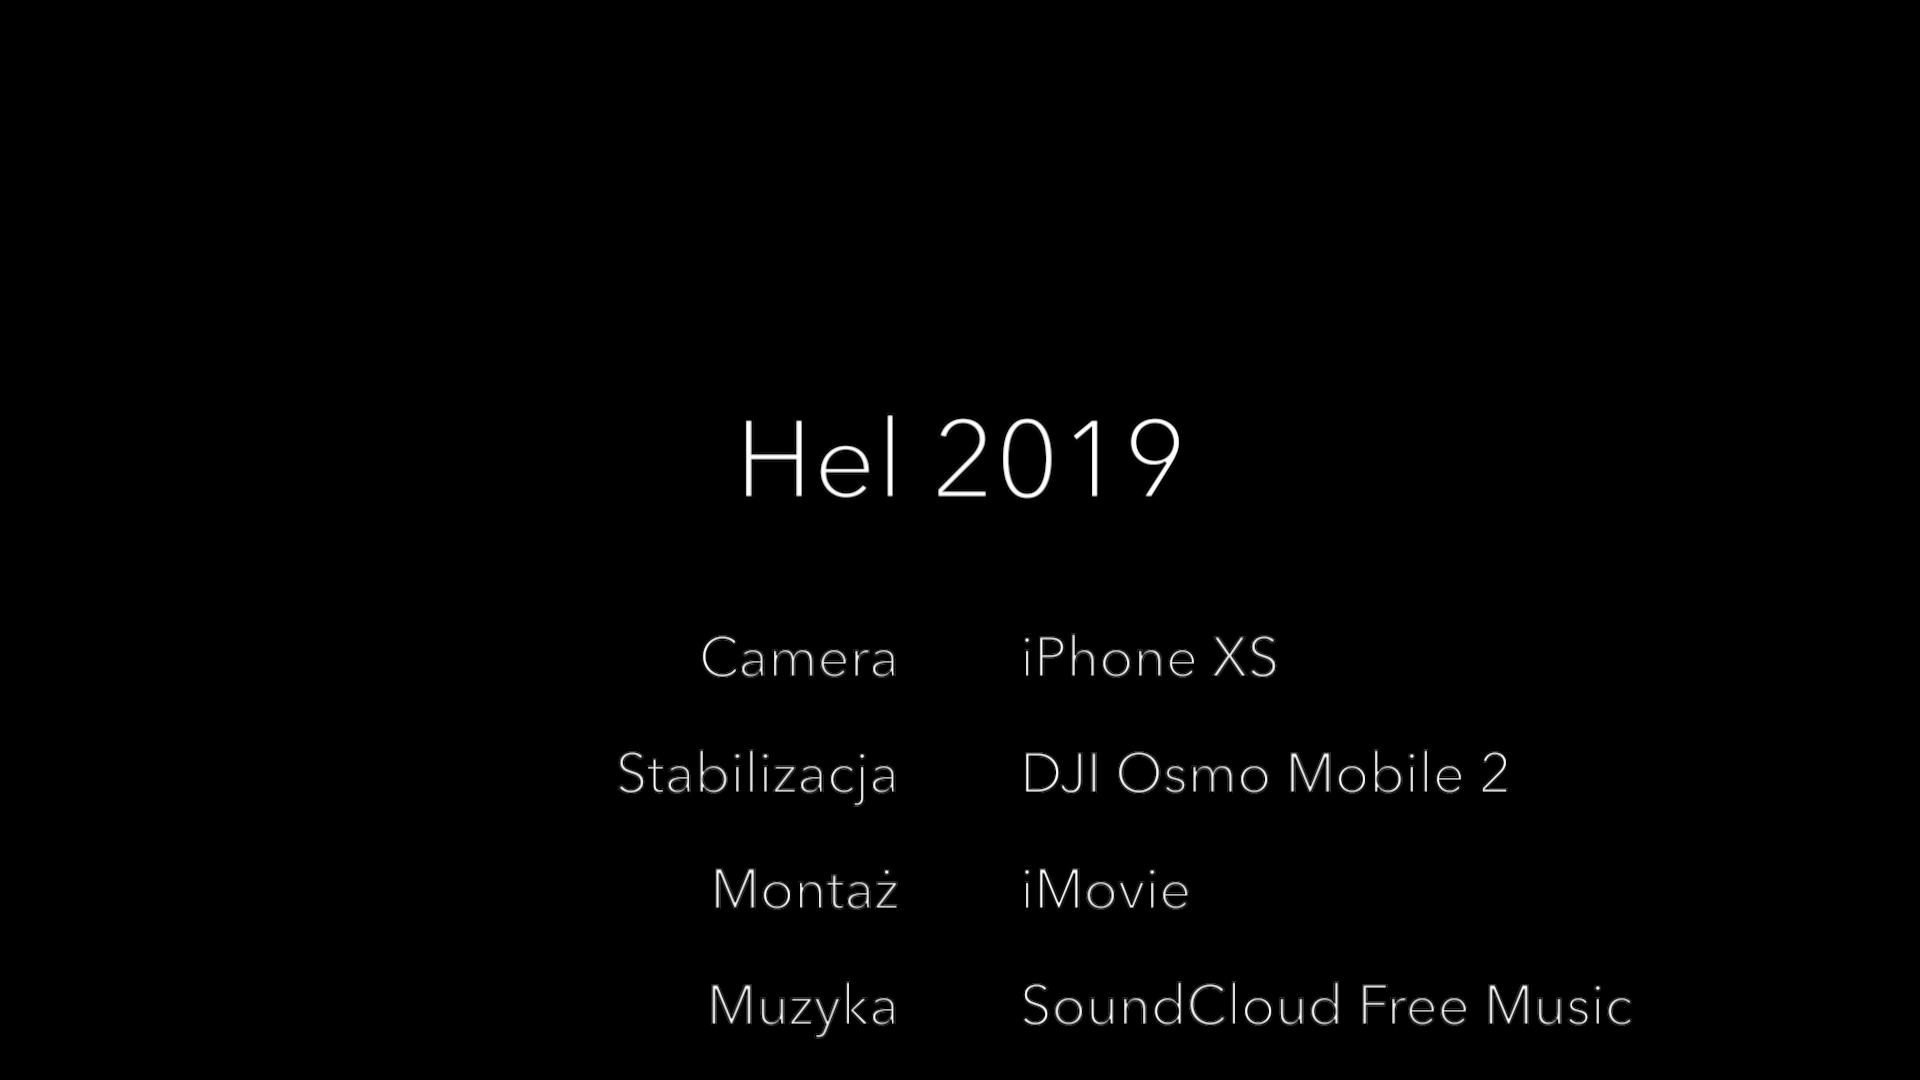 Hel 2019
Camera iPhone XS
Stabilizacja DJI Osmo Mobile 2
Montaż iMovie
Muzyka SoundCloud Free Music